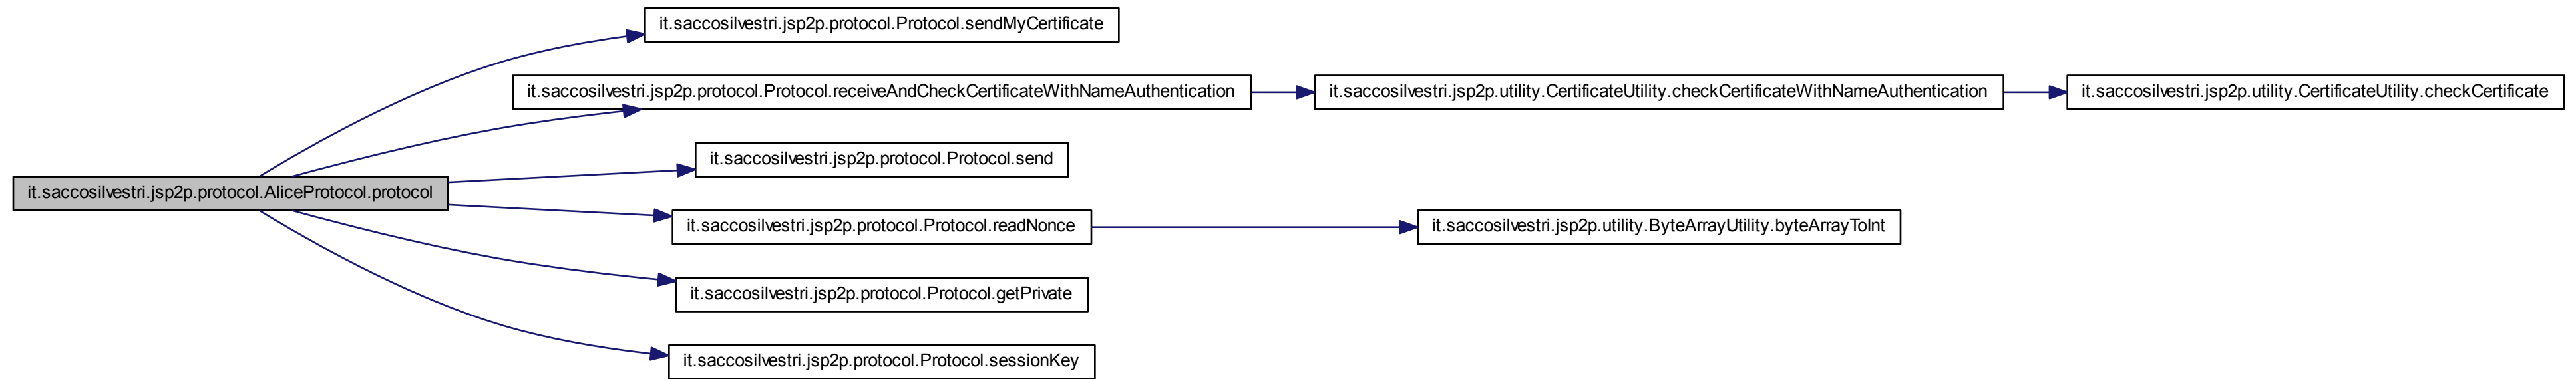 it.saccosilvestri.jsp2p.protocol.Protocol.sendMyCertificate
it.saccosilvestri.jsp2p.protocol.Protocol.receiveAndCheckCertificateWithNameAuthentication
it.saccosilvestri.jsp2p.utility.CertificateUtility.checkCertificateWithNameAuthentication
it.saccosilvestri.jsp2p.utility.CertificateUtility.checkCertificate
it.saccosilvestri.jsp2p.protocol.Protocol.send
it.saccosilvestri.jsp2p.protocol.AliceProtocol.protocol
it.saccosilvestri.jsp2p.protocol.Protocol.readNonce
it.saccosilvestri.jsp2p.utility.ByteArrayUtility.byteArrayToInt
it.saccosilvestri.jsp2p.protocol.Protocol.getPrivate
it.saccosilvestri.jsp2p.protocol.Protocol.sessionKey